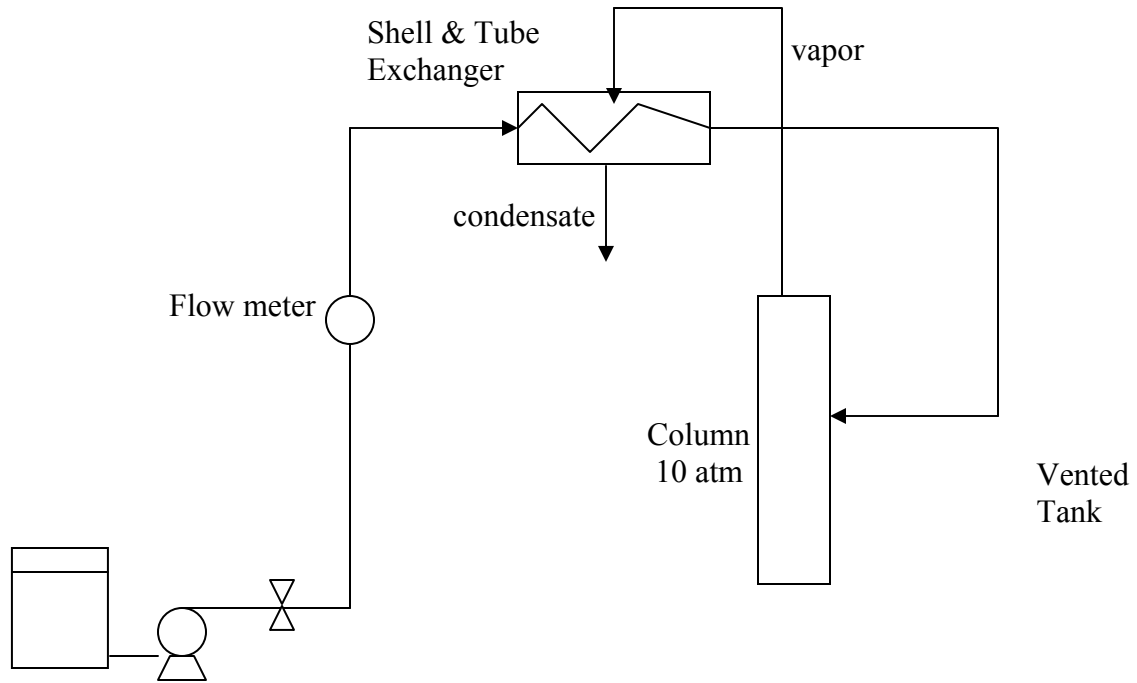 Shell & Tube
Exchanger
vapor
condensate
Flow meter
Column
10 atm
Vented
Tank